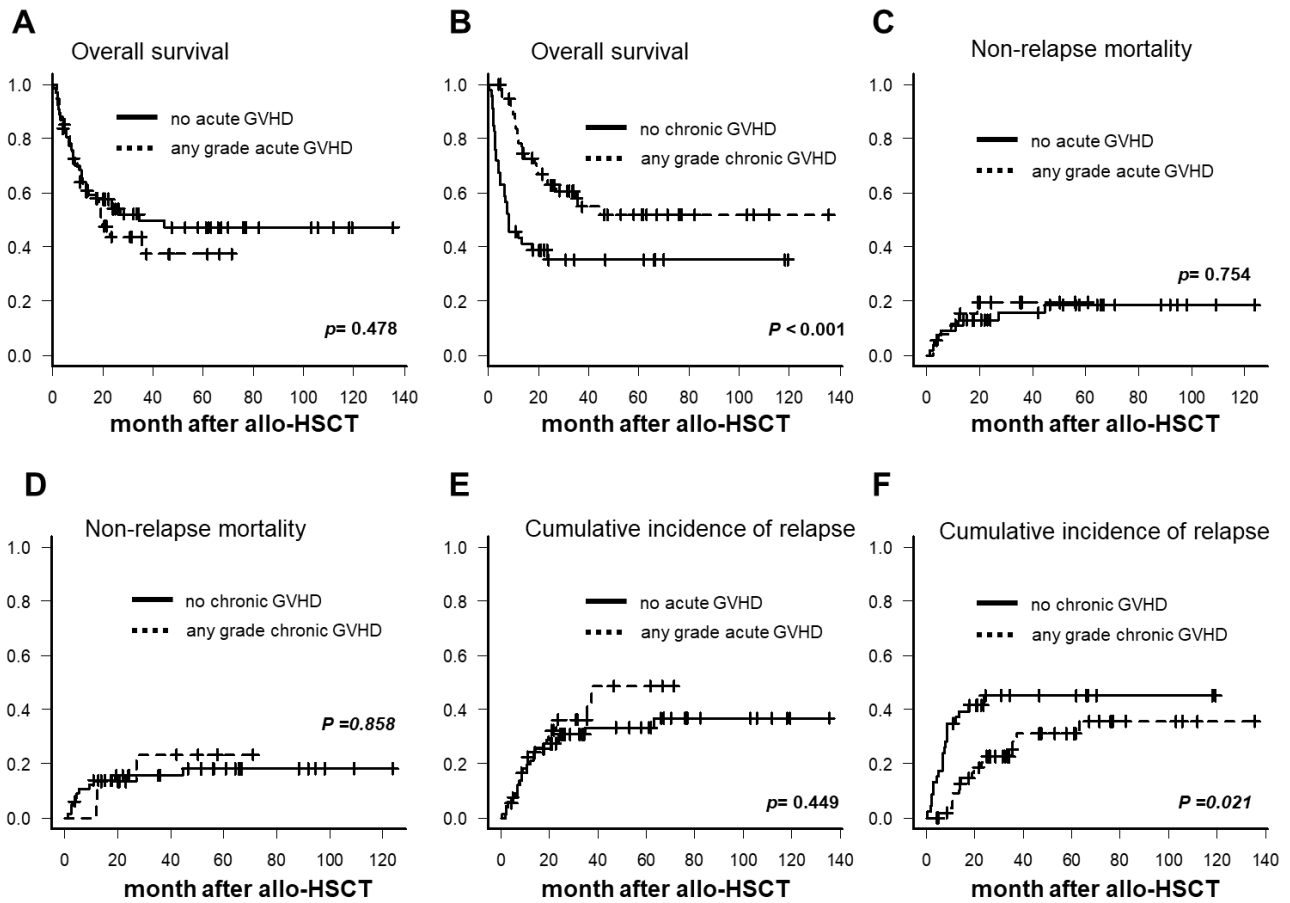 A
Overall survival
1.0
0.8
0.6
0.4
0.2
0.0
no acute GVHD
any grade acute GVHD
p= 0.478
0 20 40 60 80 100 120 140
month after allo-HSCT
B
Overall survival
1.0
0.8
0.6
0.4
0.2
0.0
no chronic GVHD
any grade chronic GVHD
P < 0.001
0 20 40 60 80 100 120 140
month after allo-HSCT
C
Non-relapse mortality
1.0
0.8
0.6
0.4
0.2
0.0
no acute GVHD
any grade acute GVHD
p= 0.754
0 20 40 60 80 100 120
month after allo-HSCT
D
Non-relapse mortality
1.0
0.8
0.6
0.4
0.2
0.0
no chronic GVHD
any grade chronic GVHD
P =0.858
0 20 40 60 80 100 120
month after allo-HSCT
E
Cumulative incidence of relapse
1.0
0.8
0.6
0.4
0.2
0.0
no acute GVHD
any grade acute GVHD
p= 0.449
0 20 40 60 80 100 120 140
month after allo-HSCT
F
Cumulative incidence of relapse
1.0
0.8
0.6
0.4
0.2
0.0
no chronic GVHD
any grade chronic GVHD
P =0.021
0 20 40 60 80 100 120 140
month after allo-HSCT